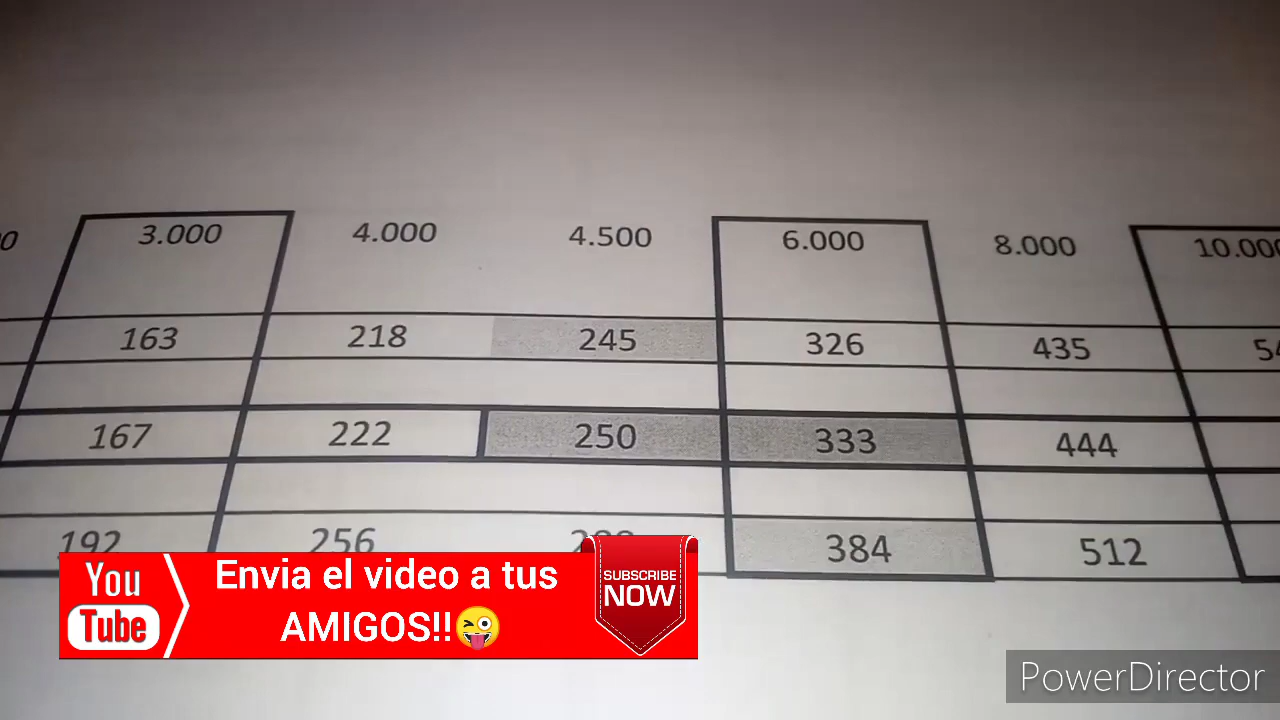 3.000 4.000 4.500 6.000 8.000
163 218 245 326 435
167 222 250 333 444
192 256 384 512
You
Tube
Envia el video a tus
AMIGOS!!😜
SUBSCRIBE
NOW
PowerDirector